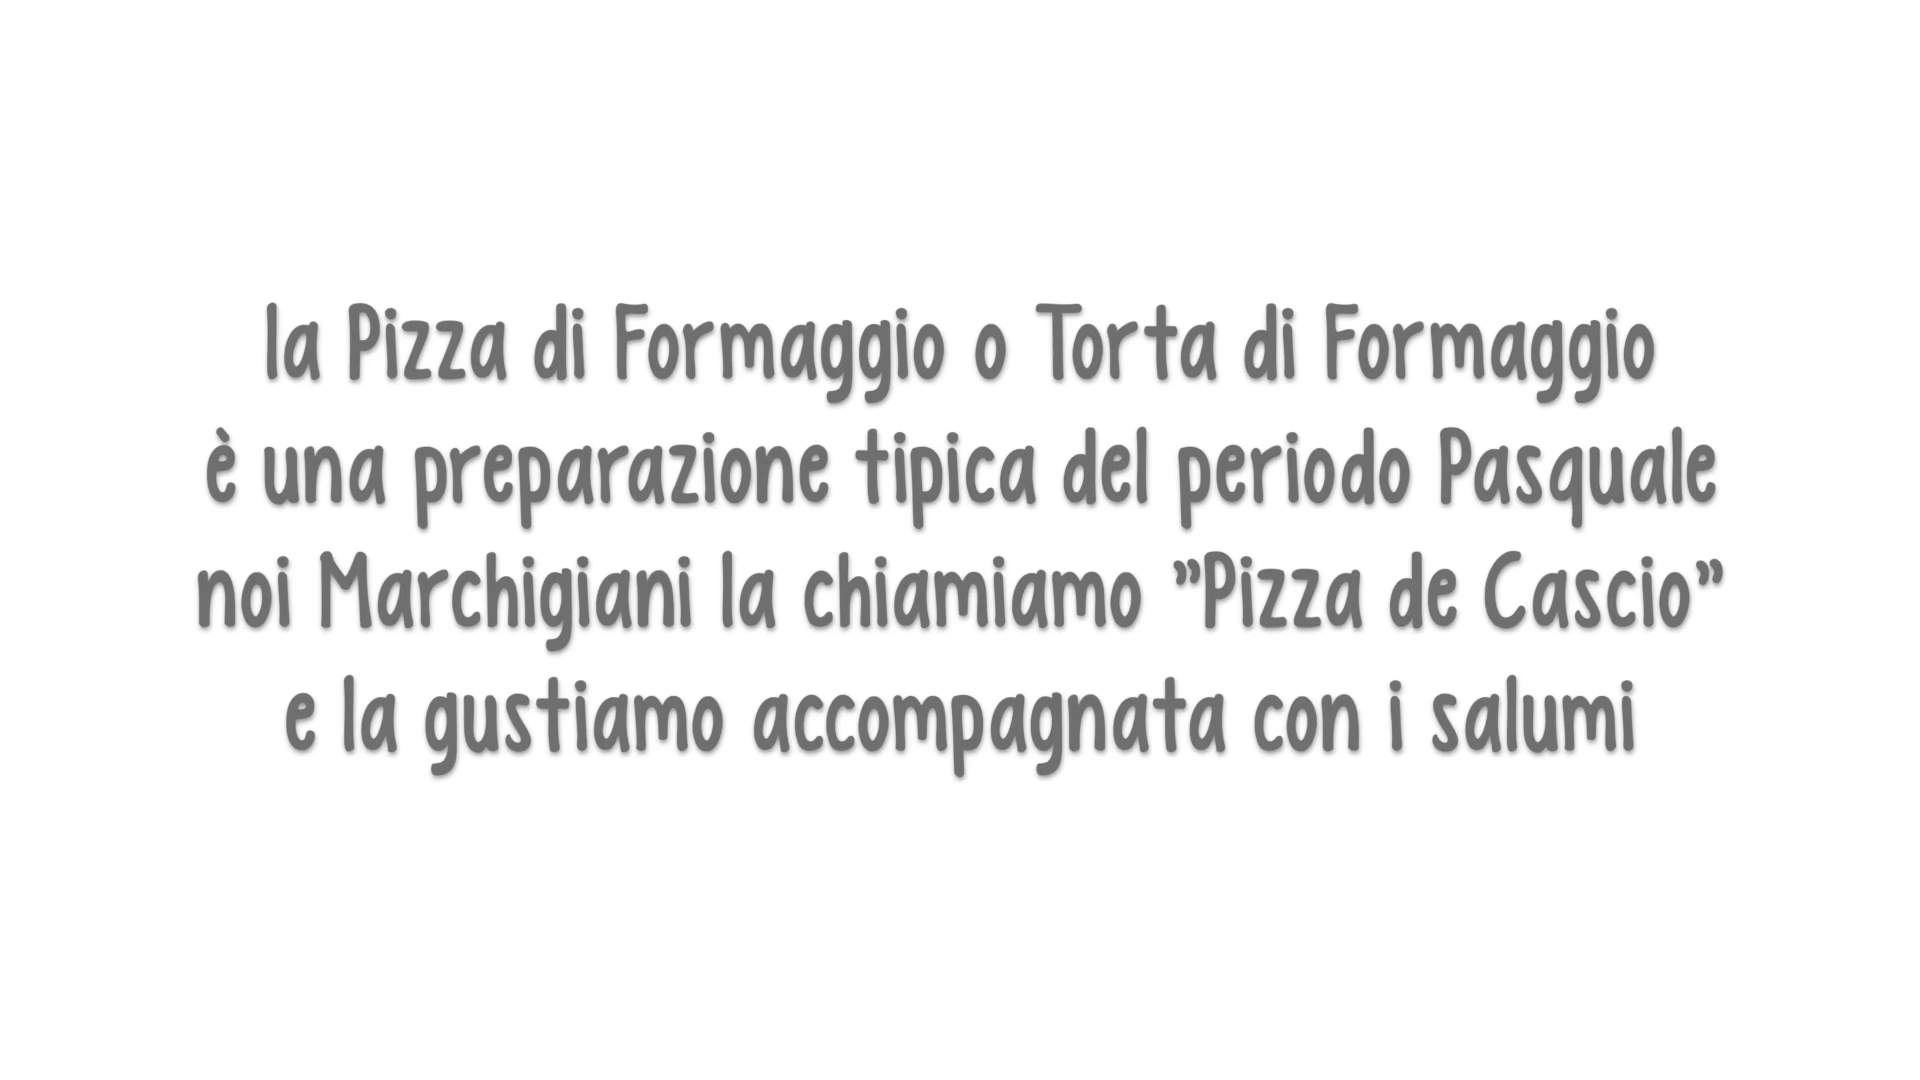 la Pizza di Formaggio o Torta di Formaggio
è una preparazione tipica del periodo Pasquale
noi Marchigiani la chiamiamo ”Pizza de Cascio”
e la gustiamo accompagnata con i salumi